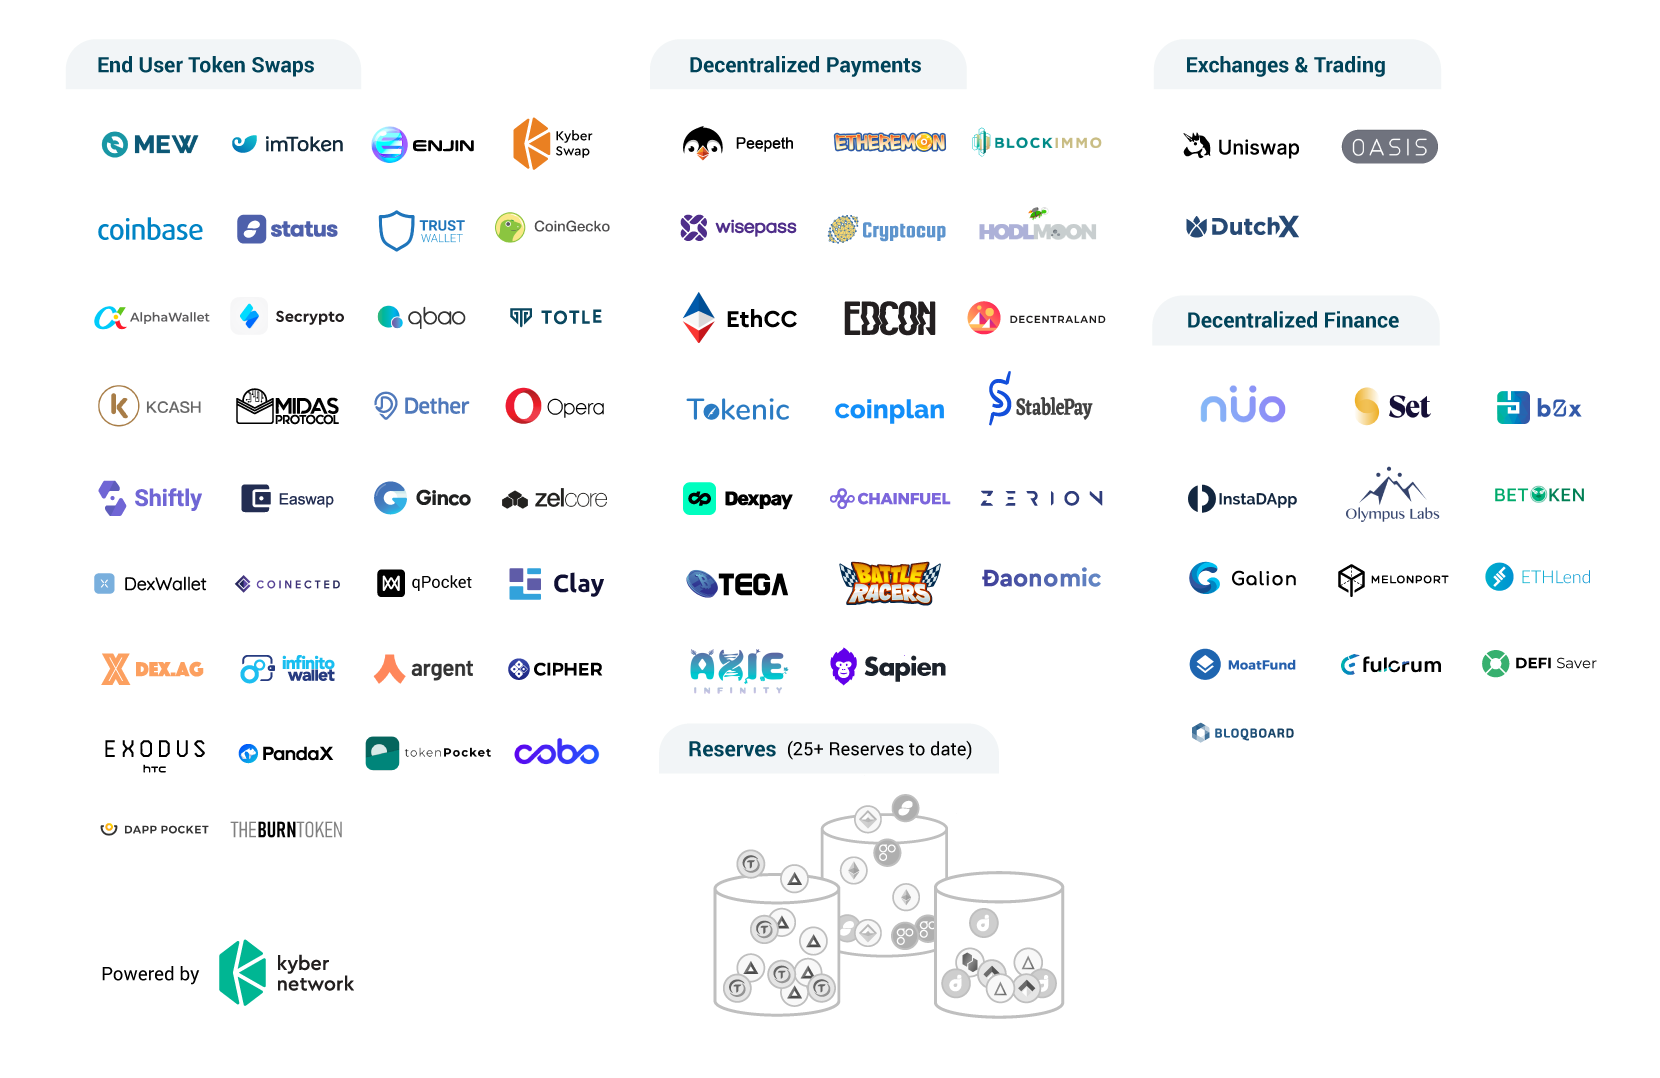 End User Token Swaps
MEW
imToken
ENJIN
Kyber
Swap
coinbase
status
TRUST
WALLET
CoinGecko
AlphaWallet
Secrypto
qbao
TOTLE
KCASH
MIDAS
PROTOCOL
Dether
Opera
Shiftly
Easwap
Ginco
zelcore
DexWallet
COINECTED
qPocket
Clay
DEX.AG
infinito
wallet
argent
CIPHER
EXODUS
hTC
PandaX
tokenPocket
cobo
DAPP POCKET
THEBURNTOKEN
Powered by
kyber
network
Decentralized Payments
Peepeth
ETHEREMON
BLOCKIMMO
wisepass
Cryptocup
HODLMOON
EthCC
EDCON
DECENTRALAND
Tokenic
coinplan
StablePay
dp Dexpay
CHAINFUEL
ZERION
TEGA
BATTLE
RACERS
Đaonomic
AXIE
INFINITY
Sapien
Reserves (25+ Reserves to date)
Exchanges & Trading
Uniswap
OASIS
DutchX
Decentralized Finance
nüo
Set
b0x
InstaDApp
Olympus Labs
BETOKEN
Galion
MELONPORT
ETHLend
MoatFund
fulcrum
DEFI Saver
BLOQBOARD